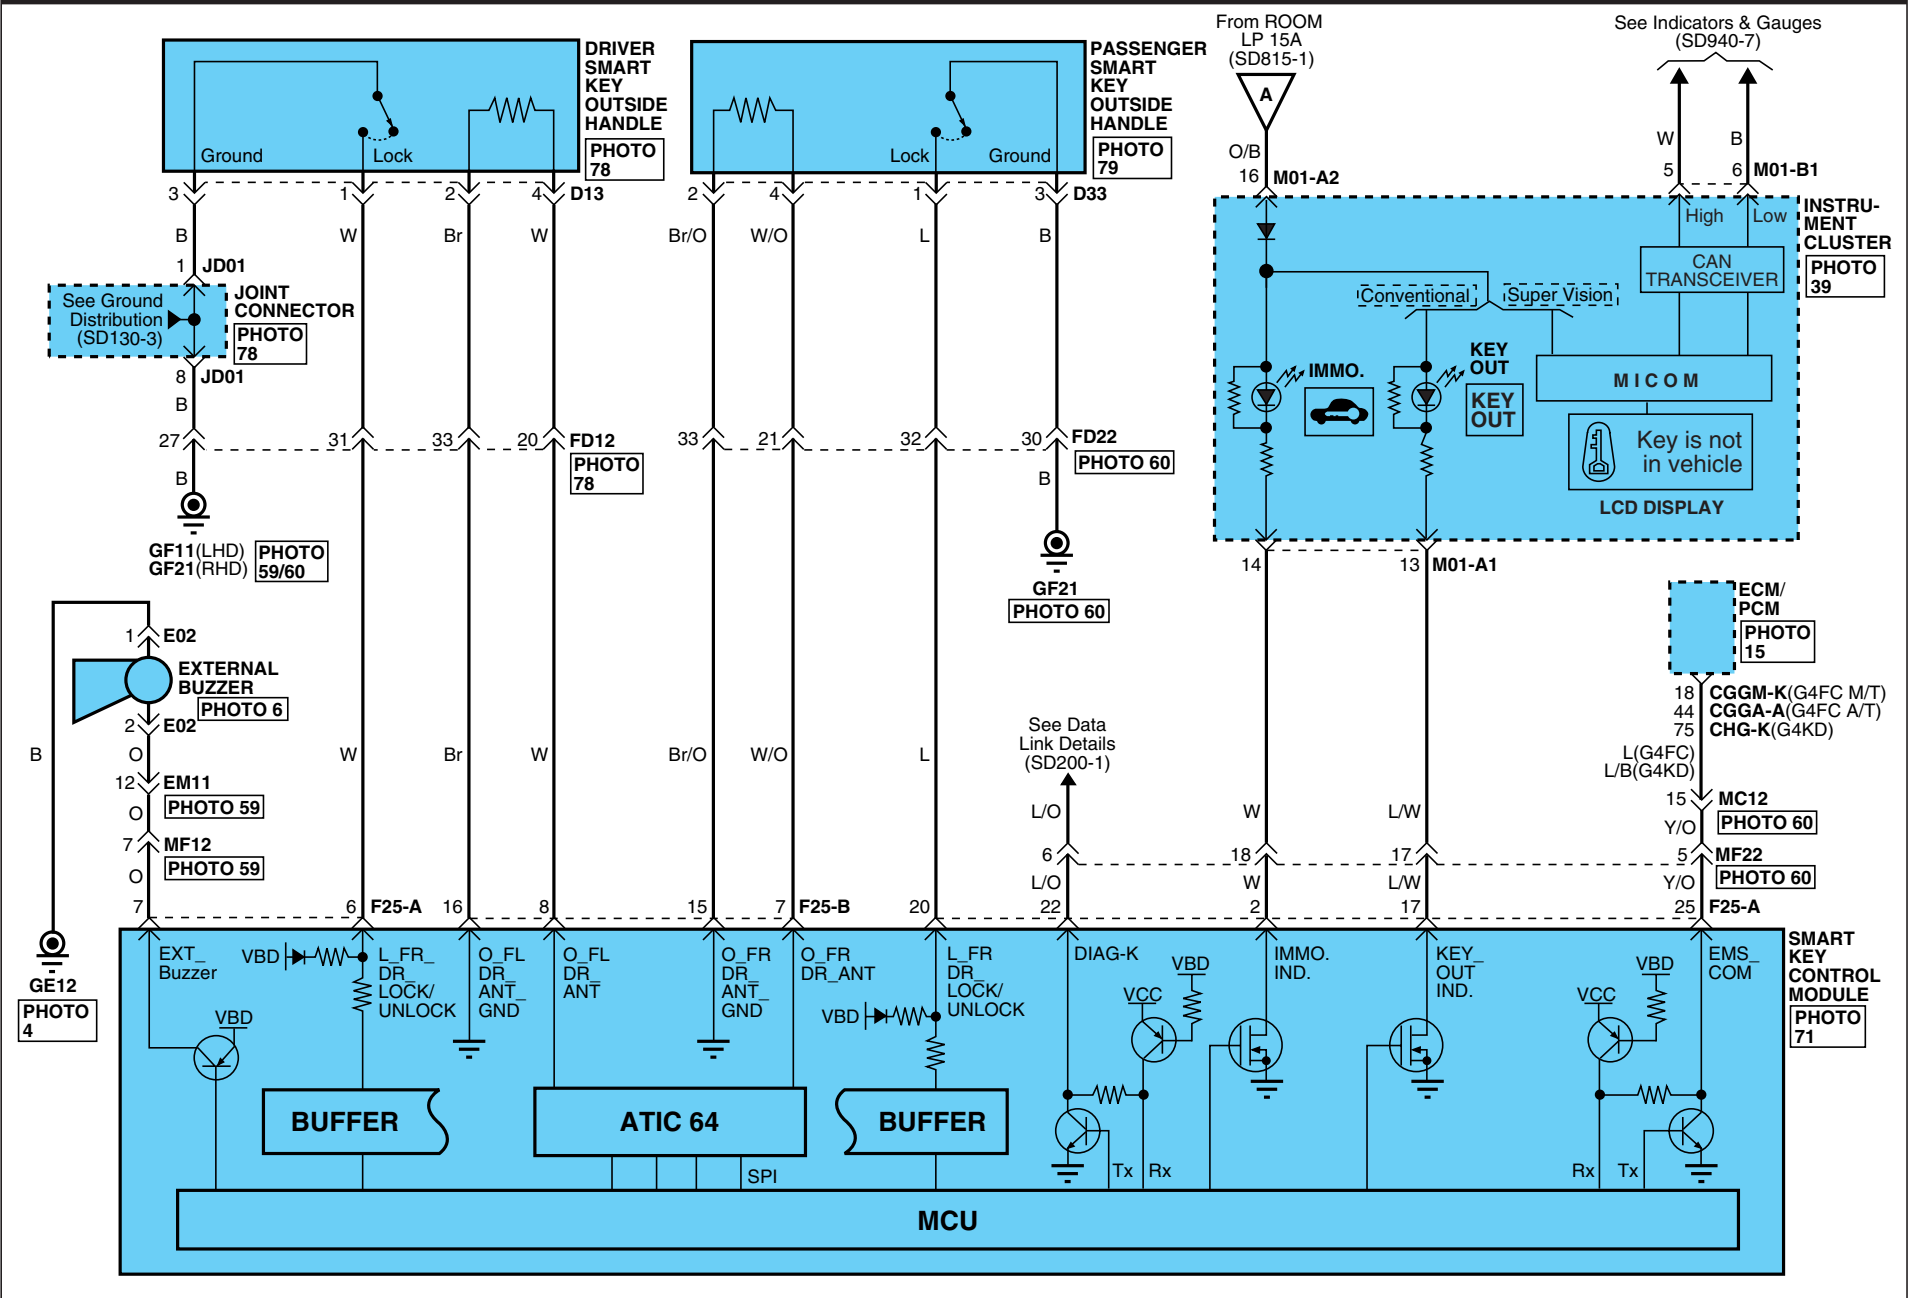 DRIVER
SMART
KEY
OUTSIDE
HANDLE
PHOTO
78
Ground
Lock
3
1
2
4
D13
B
W
Br
W
1
JD01
See Ground
Distribution
(SD130-3)
JOINT
CONNECTOR
PHOTO
78
8
JD01
B
27
31
33
20
FD12
PHOTO
78
B
GF11(LHD)
GF21(RHD)
PHOTO
59/60
PASSENGER
SMART
KEY
OUTSIDE
HANDLE
PHOTO
79
Lock
Ground
2
4
1
3
D33
Br/O
W/O
L
B
33
21
32
30
FD22
PHOTO 60
B
GF21
PHOTO 60
From ROOM
LP 15A
(SD815-1)
A
O/B
16
M01-A2
See Indicators & Gauges
(SD940-7)
W
B
5
6
M01-B1
High
Low
INSTRU-
MENT
CLUSTER
PHOTO
39
CAN
TRANSCEIVER
Conventional
Super Vision
IMMO.
KEY
OUT
KEY
OUT
MICOM
Key is not
in vehicle
LCD DISPLAY
14
13
M01-A1
ECM/
PCM
PHOTO
15
18
CGGM-K(G4FC M/T)
44
CGGA-A(G4FC A/T)
75
CHG-K(G4KD)
L(G4FC)
L/B(G4KD)
15
MC12
PHOTO 60
Y/O
5
MF22
PHOTO 60
Y/O
1
E02
EXTERNAL
BUZZER
PHOTO 6
2
E02
B
O
12
EM11
PHOTO 59
O
7
MF12
PHOTO 59
O
GE12
PHOTO
4
W
Br
W
Br/O
W/O
L
See Data
Link Details
(SD200-1)
L/O
W
L/W
6
18
17
L/O
W
L/W
7
6
F25-A
16
8
15
7
F25-B
20
22
2
17
25
F25-A
SMART
KEY
CONTROL
MODULE
PHOTO
71
EXT_
Buzzer
VBD
VBD
L_FR_
DR_
LOCK/
UNLOCK
O_FL
DR_
ANT_
GND
O_FL
DR_
ANT
O_FR
DR_
ANT_
GND
O_FR
DR_ANT
VBD
L_FR
DR_
LOCK/
UNLOCK
DIAG-K
VBD
VCC
IMMO.
IND.
KEY_
OUT
IND.
VBD
VCC
EMS_
COM
BUFFER
ATIC 64
BUFFER
SPI
Tx
Rx
Rx
Tx
MCU